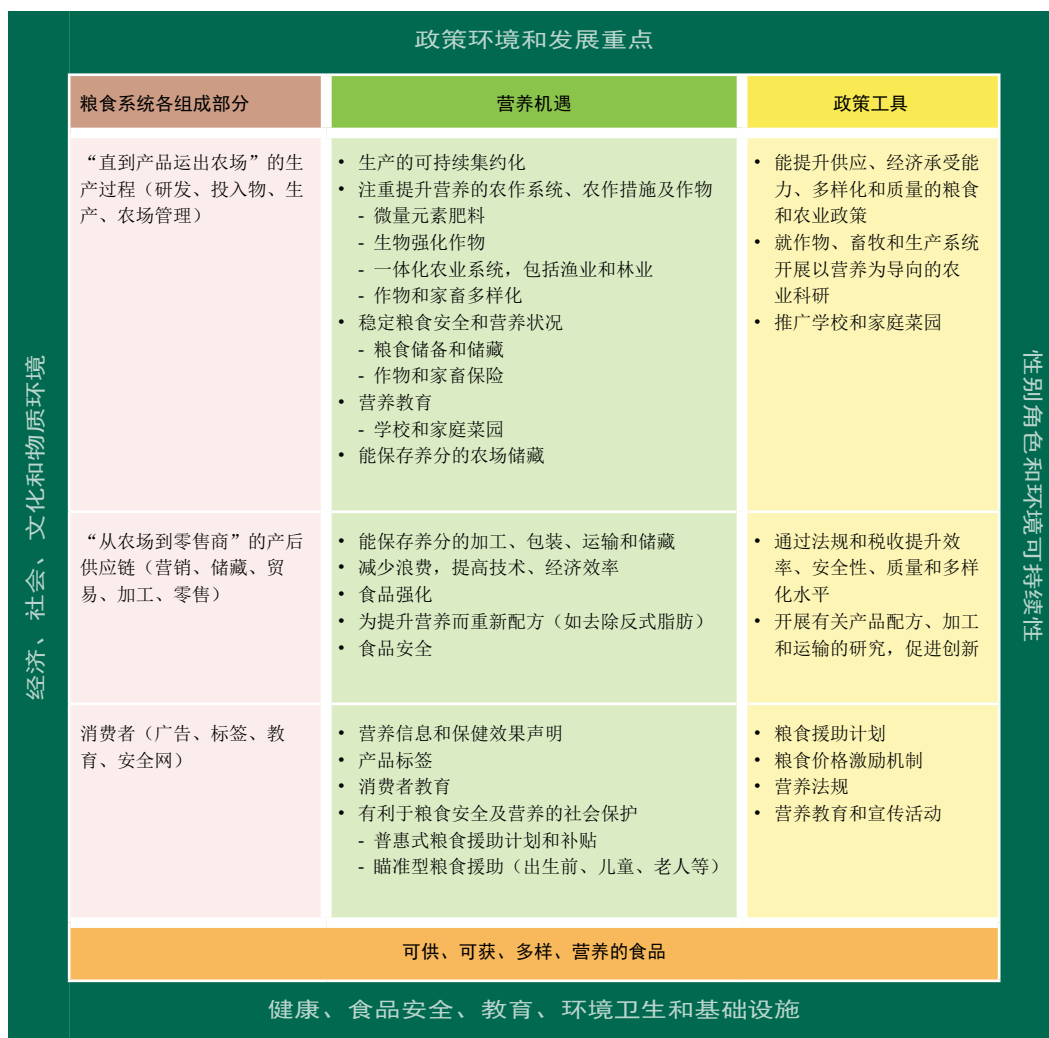 政策环境和发展重点
经济、社会、文化和物质环境
粮食系统各组成部分
营养机遇
政策工具
“直到产品运出农场”的生
产过程（研发、投入物、生
产、农场管理）
• 生产的可持续集约化
• 注重提升营养的农作系统、农作措施及作物
- 微量元素肥料
- 生物强化作物
- 一体化农业系统，包括渔业和林业
- 作物和家畜多样化
• 稳定粮食安全和营养状况
- 粮食储备和储藏
- 作物和家畜保险
• 营养教育
- 学校和家庭菜园
• 能保存养分的农场储藏
• 能提升供应、经济承受能
力、多样化和质量的粮食
和农业政策
• 就作物、畜牧和生产系统
开展以营养为导向的农
业科研
• 推广学校和家庭菜园
“从农场到零售商”的产后
供应链（营销、储藏、贸
易、加工、零售）
• 能保存养分的加工、包装、运输和储藏
• 减少浪费，提高技术、经济效率
• 食品强化
• 为提升营养而重新配方（如去除反式脂肪）
• 食品安全
• 通过法规和税收提升效
率、安全性、质量和多样
化水平
• 开展有关产品配方、加工
和运输的研究，促进创新
消费者（广告、标签、教
育、安全网）
• 营养信息和保健效果声明
• 产品标签
• 消费者教育
• 有利于粮食安全及营养的社会保护
- 普惠式粮食援助计划和补贴
- 瞄准型粮食援助（出生前、儿童、老人等）
• 粮食援助计划
• 粮食价格激励机制
• 营养法规
• 营养教育和宣传活动
可供、可获、多样、营养的食品
性别角色和环境可持续性
健康、食品安全、教育、环境卫生和基础设施